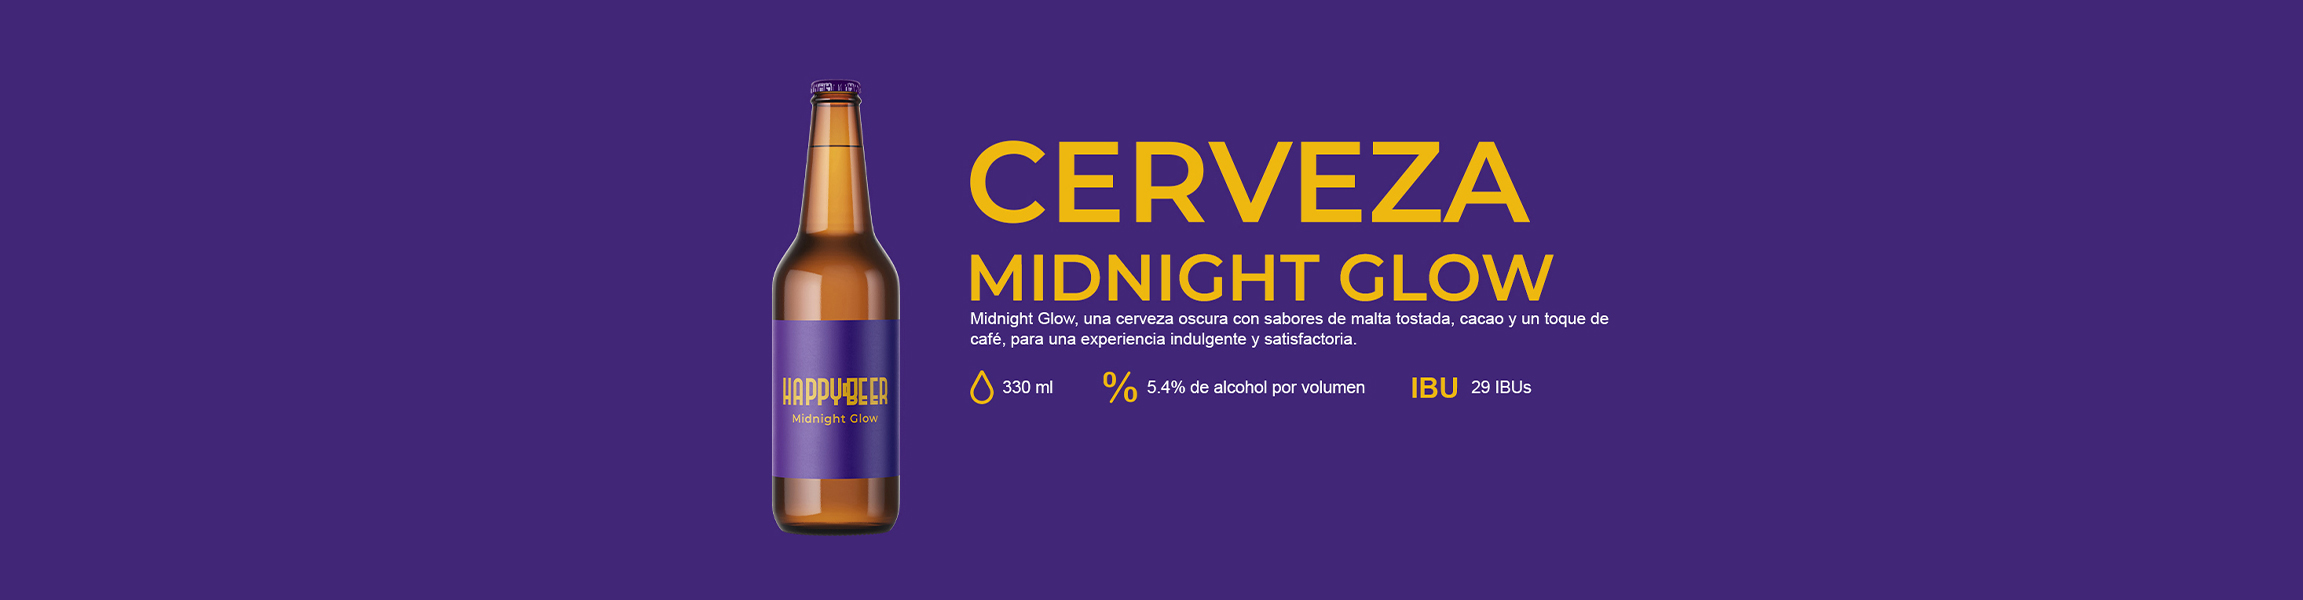 CERVEZA
MIDNIGHT GLOW
Midnight Glow, una cerveza oscura con sabores de malta tostada, cacao y un toque de
café, para una experiencia indulgente y satisfactoria.
330 ml
% 5.4% de alcohol por volumen
IBU 29 IBUs
HAPPY BEER
Midnight Glow